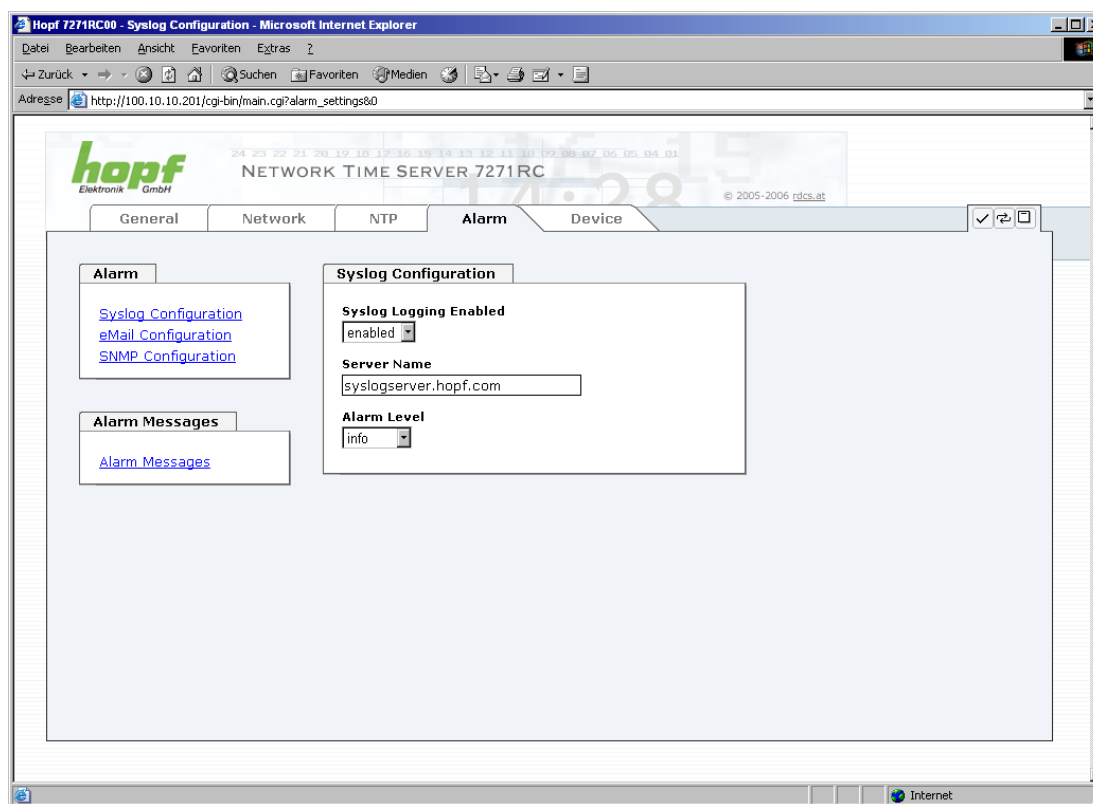 Hopf 7271RC00 - Syslog Configuration - Microsoft Internet Explorer
Datei Bearbeiten Ansicht Favoriten Extras ?
Zurück Suchen Favoriten Medien
Adresse http://100.10.10.201/cgi-bin/main.cgi?alarm_settings&0
hopf
Elektronik GmbH
24 23 22 21 20 19 18 17 16 15 14 13 12 11 10 09 08 07 06 05 04 01
NETWORK TIME SERVER 7271RC
14:28
© 2005-2006 rdcs.at
General Network NTP Alarm Device
Alarm
Syslog Configuration
eMail Configuration
SNMP Configuration
Alarm Messages
Alarm Messages
Syslog Configuration
Syslog Logging Enabled
enabled
Server Name
syslogserver.hopf.com
Alarm Level
info
Internet